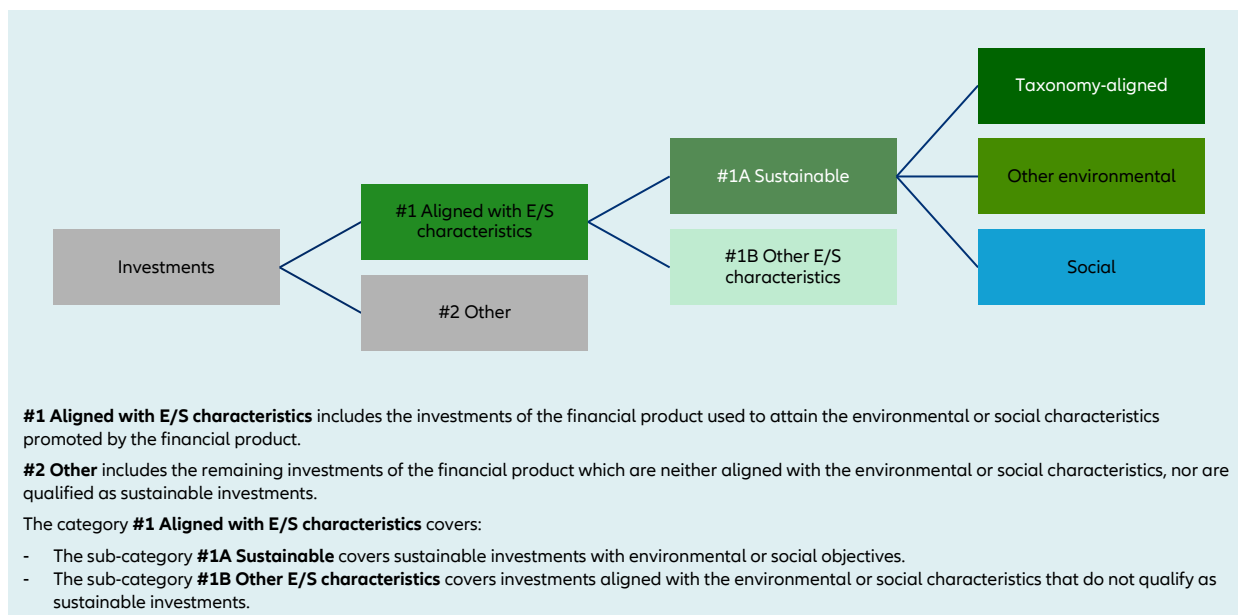 Taxonomy-aligned
#1A Sustainable
Other environmental
#1 Aligned with E/S
characteristics
Investments
#1B Other E/S
characteristics
Social
#2 Other
#1 Aligned with E/S characteristics includes the investments of the financial product used to attain the environmental or social characteristics
promoted by the financial product.
#2 Other includes the remaining investments of the financial product which are neither aligned with the environmental or social characteristics, nor are
qualified as sustainable investments.
The category #1 Aligned with E/S characteristics covers:
- The sub-category #1A Sustainable covers sustainable investments with environmental or social objectives.
- The sub-category #1B Other E/S characteristics covers investments aligned with the environmental or social characteristics that do not qualify as
sustainable investments.